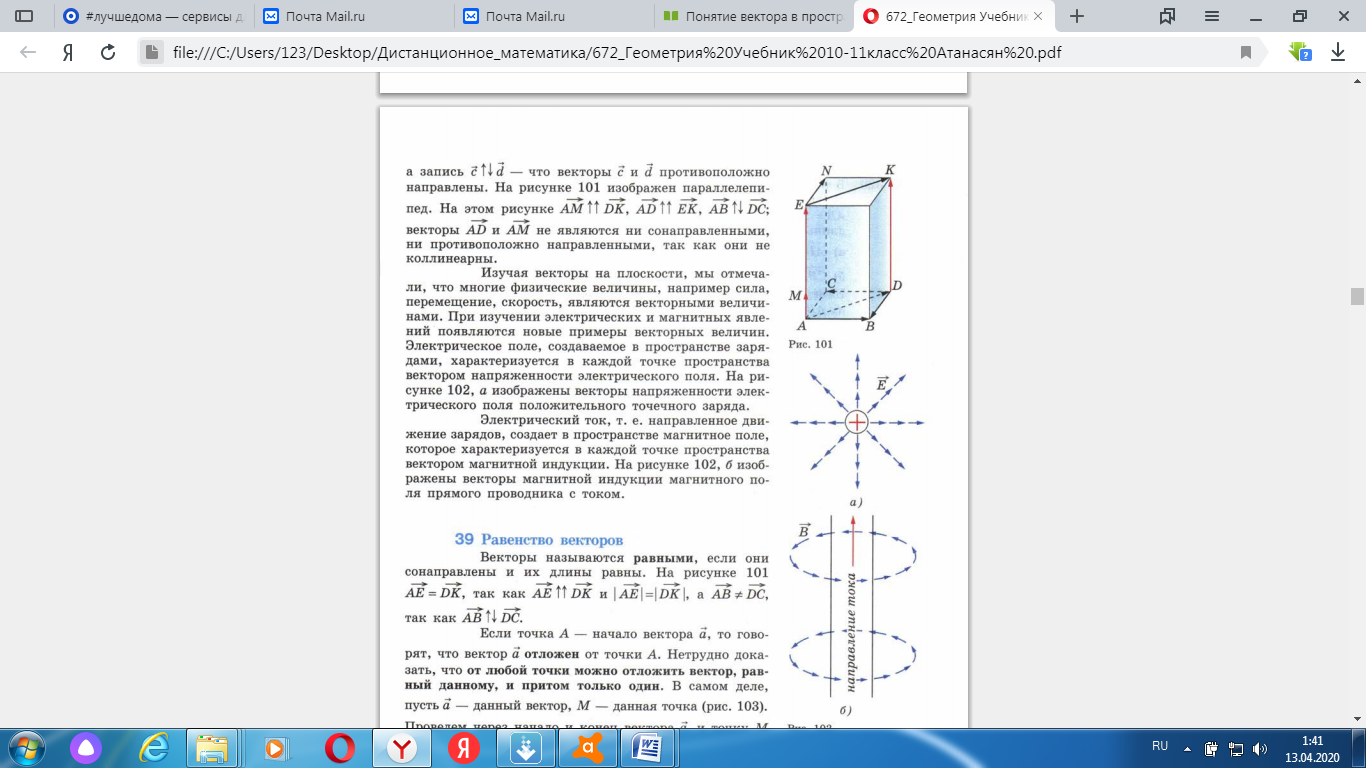 #лучшедома — сервисы д
Почта Mail.ru
Почта Mail.ru
Понятие вектора в простр
672_Геометрия Учебник
Я
file:///C:/Users/123/Desktop/Дистанционное_математика/672_Геометрия%20Учебник%2010-11класс%20Атанасян%20.pdf
а запись c⃗ ↑↓ d⃗ — что векторы c⃗ и d⃗ противоположно
направлены. На рисунке 101 изображен параллелепи-
пед. На этом рисунке AM⃗ ↑↑ DK⃗, AD⃗ ↑↑ EK⃗, AB⃗ ↑↓ DC⃗;
векторы AD⃗ и AM⃗ не являются ни сонаправленными,
ни противоположно направленными, так как они не
коллинеарны.
Изучая векторы на плоскости, мы отмеча-
ли, что многие физические величины, например сила,
перемещение, скорость, являются векторными величи-
нами. При изучении электрических и магнитных явле-
ний появляются новые примеры векторных величин.
Электрическое поле, создаваемое в пространстве заря-
дами, характеризуется в каждой точке пространства
вектором напряженности электрического поля. На ри-
сунке 102, а изображены векторы напряженности элек-
трического поля положительного точечного заряда.
Электрический ток, т. е. направленное дви-
жение зарядов, создает в пространстве магнитное поле,
которое характеризуется в каждой точке пространства
вектором магнитной индукции. На рисунке 102, б изоб-
ражены векторы магнитной индукции магнитного по-
ля прямого проводника с током.
39 Равенство векторов
Векторы называются равными, если они
сонаправлены и их длины равны. На рисунке 101
AE⃗ = DK⃗, так как AE⃗ ↑↑ DK⃗ и |AE⃗|=|DK⃗|, а AB⃗ ≠ DC⃗,
так как AB⃗ ↑↓ DC⃗.
Если точка A — начало вектора a⃗, то гово-
рят, что вектор a⃗ отложен от точки A. Нетрудно дока-
зать, что от любой точки можно отложить вектор, рав-
ный данному, и притом только один. В самом деле,
пусть a⃗ — данный вектор, M — данная точка (рис. 103).
Проведем через начало и конец вектора a⃗ и точку M
N
K
E
C
D
M
A
B
Рис. 101
E⃗
+
а)
B⃗
направление тока
б)
Рис. 102
RU
1:41
13.04.2020